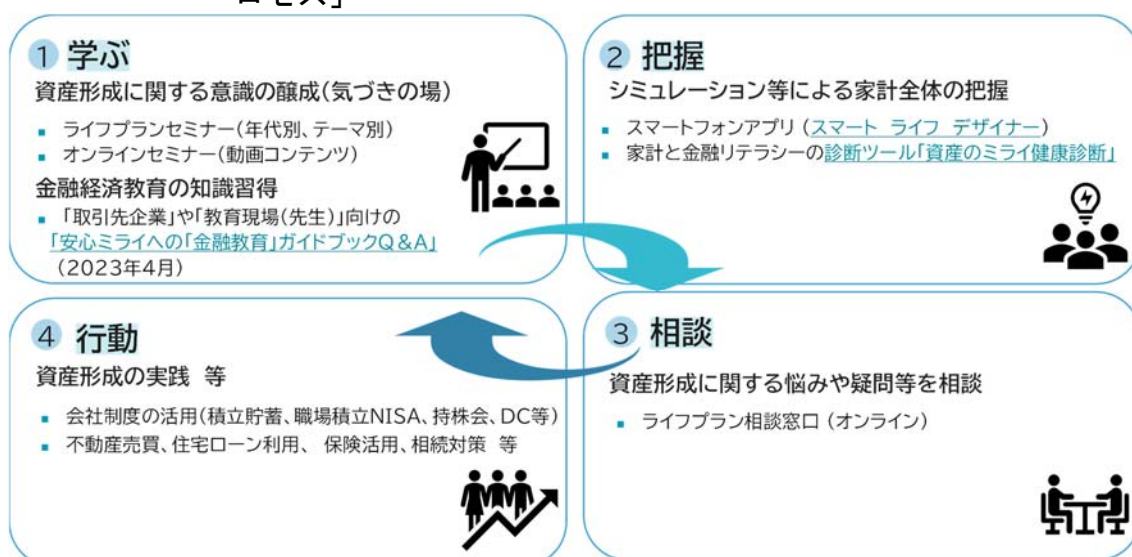 ロセス」
1 学ぶ
資産形成に関する意識の醸成(気づきの場)
▪ ライフプランセミナー(年代別、テーマ別)
▪ オンラインセミナー(動画コンテンツ)
金融経済教育の知識習得
▪ 「取引先企業」や「教育現場(先生)」向けの
「安心ミライへの「金融教育」ガイドブックQ&A」
(2023年4月)
2 把握
シミュレーション等による家計全体の把握
▪ スマートフォンアプリ (スマート ライフ デザイナー)
▪ 家計と金融リテラシーの診断ツール「資産のミライ健康診断」
3 相談
資産形成に関する悩みや疑問等を相談
▪ ライフプラン相談窓口 (オンライン)
4 行動
資産形成の実践 等
▪ 会社制度の活用(積立貯蓄、職場積立NISA、持株会、DC等)
▪ 不動産売買、住宅ローン利用、 保険活用、相続対策 等